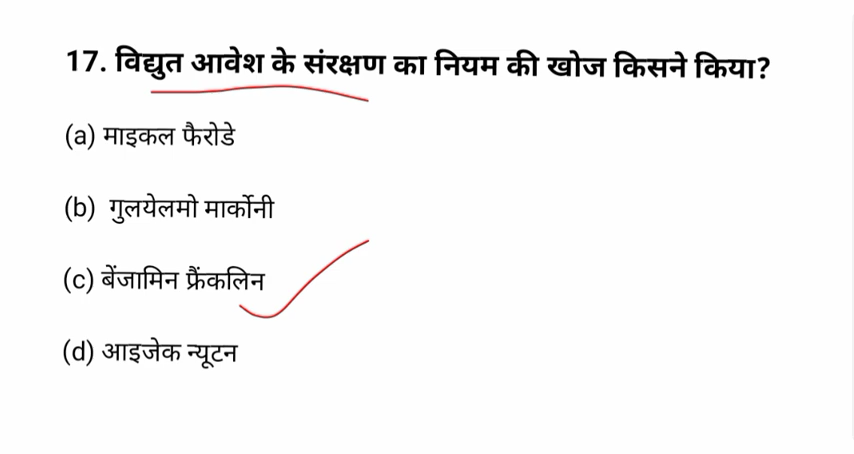 17. विद्युत आवेश के संरक्षण का नियम की खोज किसने किया?
(a) माइकल फैरोडे
(b) गुलयेलमो मार्कोनी
(c) बेंजामिन फ्रैंकलिन
(d) आइजेक न्यूटन